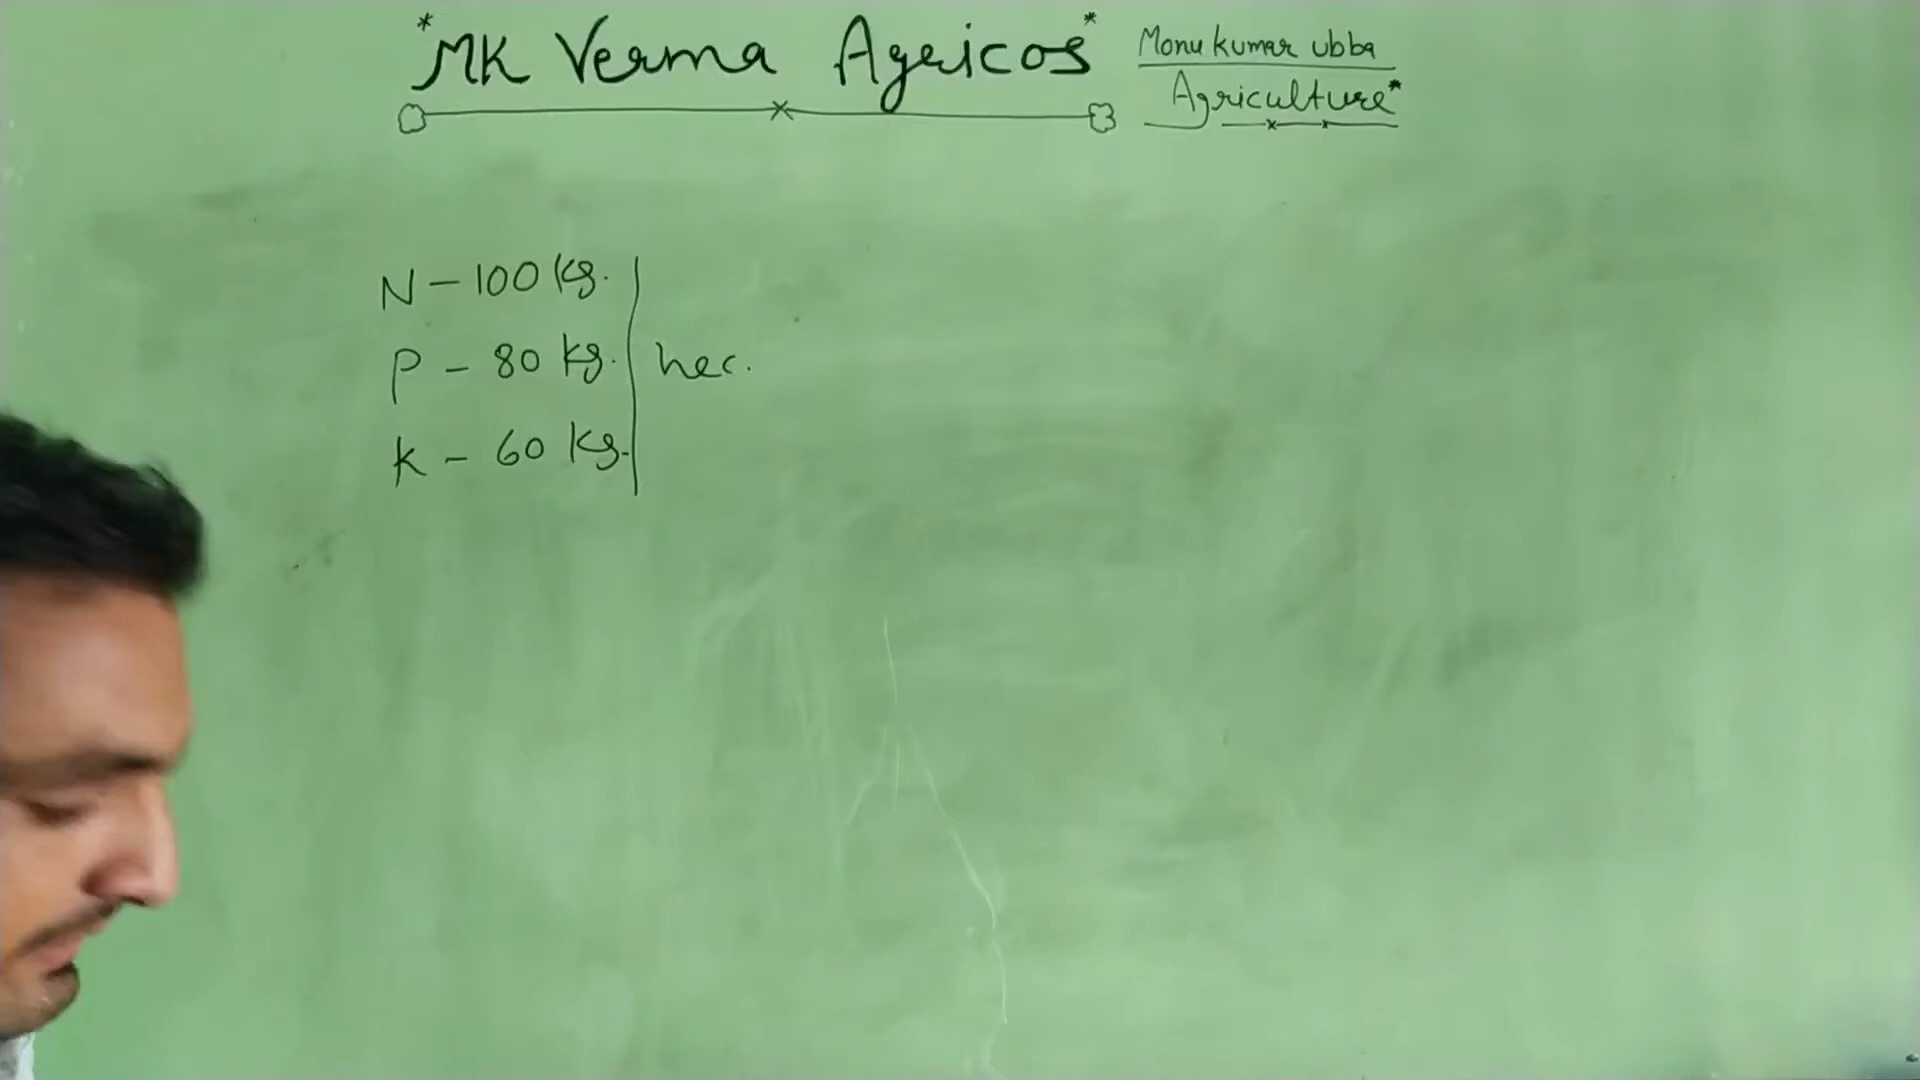 *MK Verma Agricos*
Monu kumar ubba
Agriculture*
N - 100 kg.
P - 80 kg. hec.
K - 60 kg.